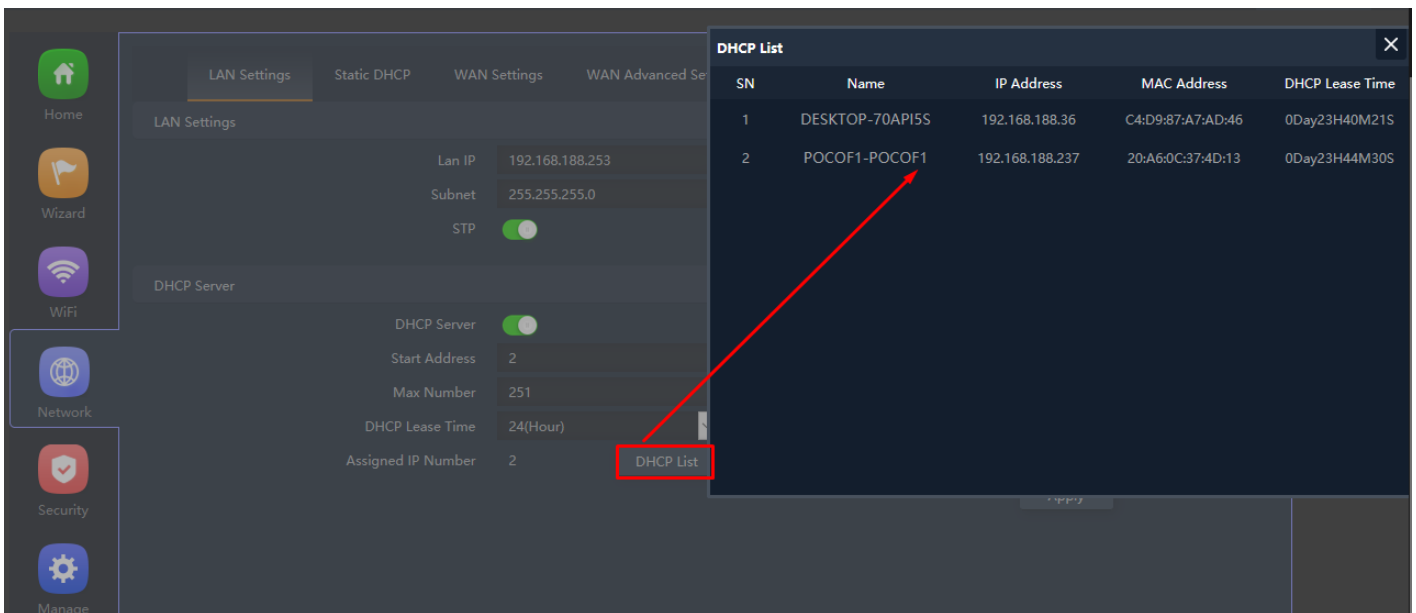 Home
Wizard
WiFi
Network
Security
Manage
LAN Settings Static DHCP WAN Settings WAN Advanced Se
LAN Settings
Lan IP 192.168.188.253
Subnet 255.255.255.0
STP
DHCP Server
DHCP Server
Start Address 2
Max Number 251
DHCP Lease Time 24(Hour)
Assigned IP Number 2 DHCP List
DHCP List
SN Name IP Address MAC Address DHCP Lease Time
1 DESKTOP-70API5S 192.168.188.36 C4:D9:87:A7:AD:46 0Day23H40M21S
2 POCOF1-POCOF1 192.168.188.237 20:A6:0C:37:4D:13 0Day23H44M30S
Apply